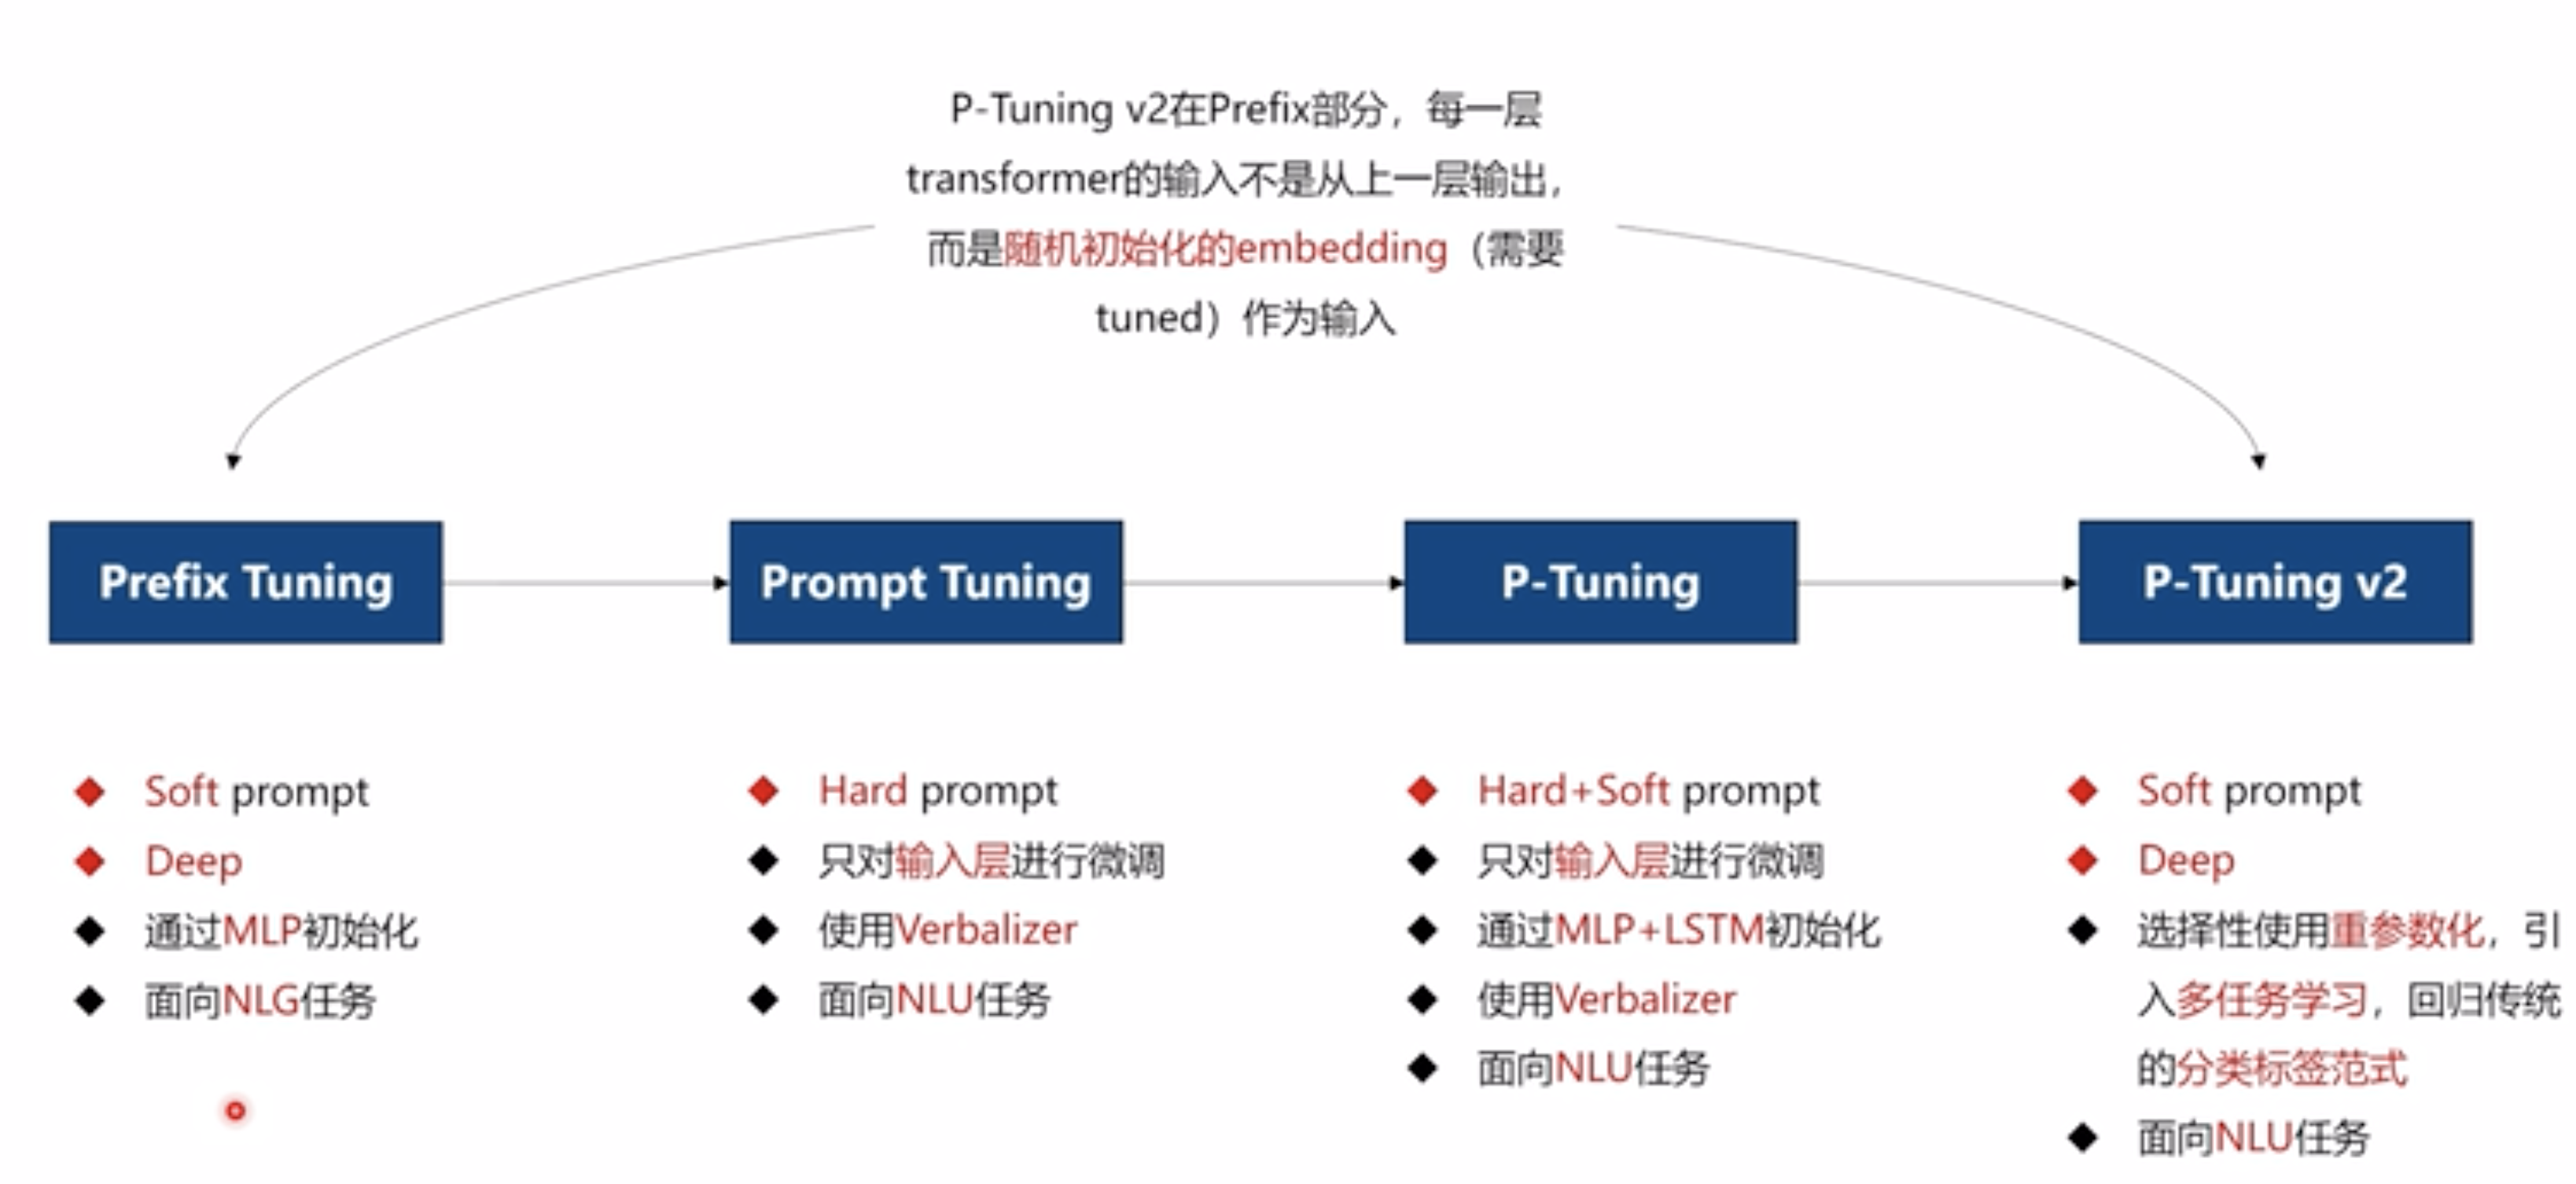 P-Tuning v2在Prefix部分，每一层
transformer的输入不是从上一层输出，
而是随机初始化的embedding（需要
tuned）作为输入
Prefix Tuning
Prompt Tuning
P-Tuning
P-Tuning v2
Soft prompt
Deep
通过MLP初始化
面向NLG任务
Hard prompt
只对输入层进行微调
使用Verbalizer
面向NLU任务
Hard+Soft prompt
只对输入层进行微调
通过MLP+LSTM初始化
使用Verbalizer
面向NLU任务
Soft prompt
Deep
选择性使用重参数化，引
入多任务学习，回归传统
的分类标签范式
面向NLU任务